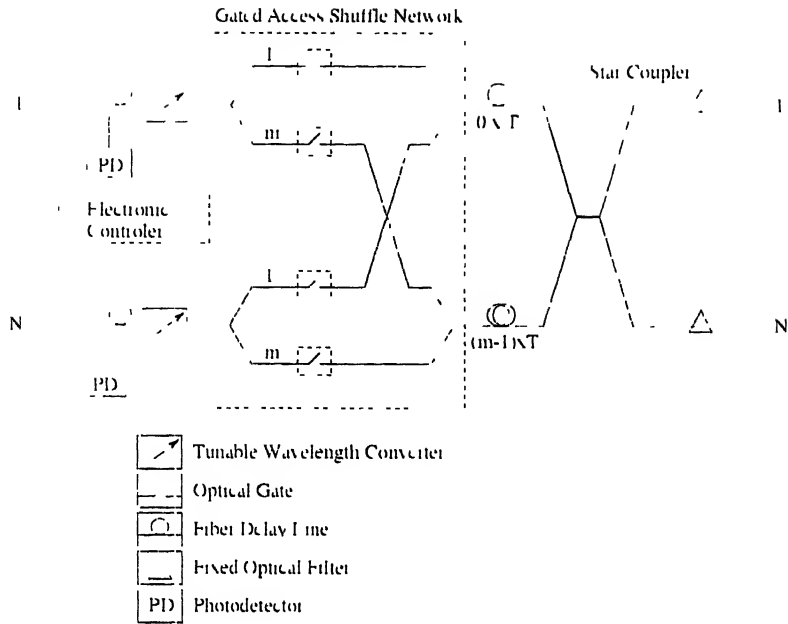 Gated Access Shuffle Network
1
Star Coupler
1
1
m
0xT
PD
Electronic
Controler
1
N
m
(m-1)xT
N
PD
Tunable Wavelength Converter
Optical Gate
Fiber Delay Line
Fixed Optical Filter
PD Photodetector